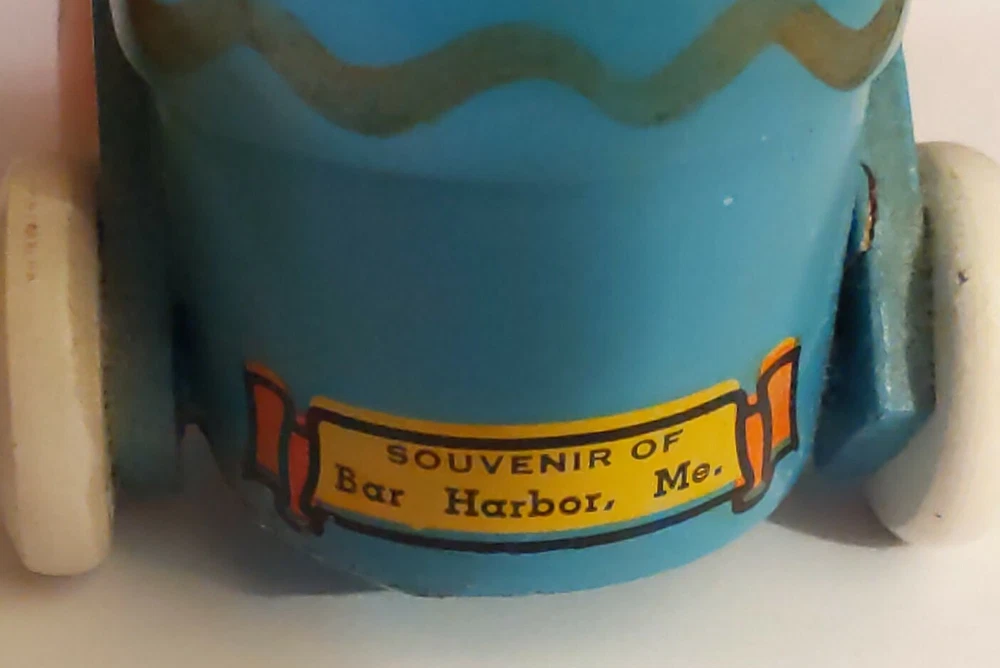 SOUVENIR OF
Bar Harbor, Me.